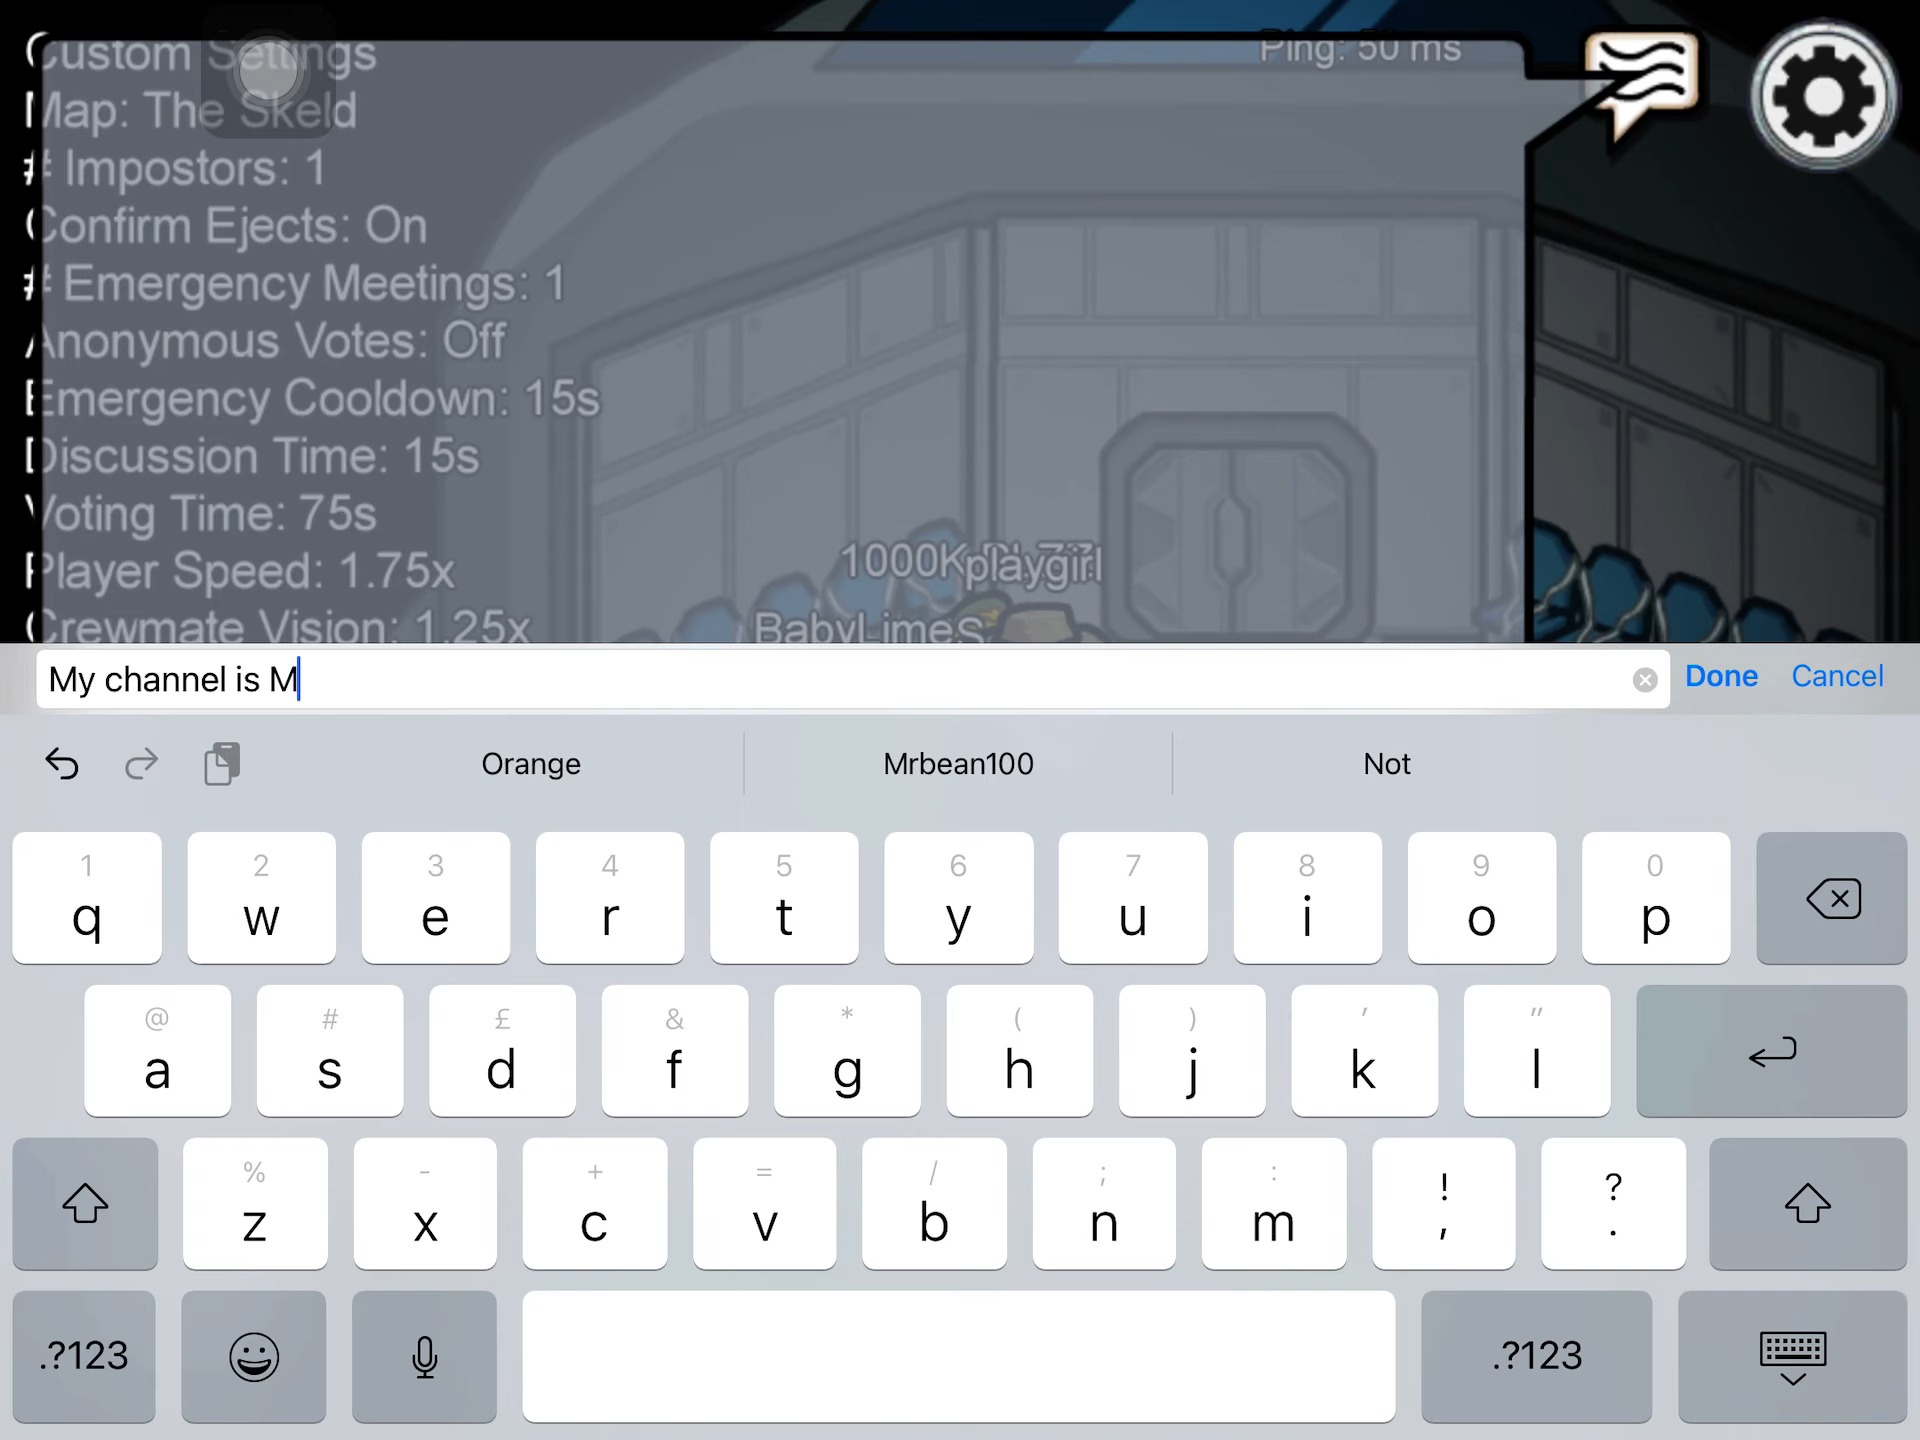 Custom Settings
Ping: 50 ms
Map: The Skeld
# Impostors: 1
Confirm Ejects: On
# Emergency Meetings: 1
Anonymous Votes: Off
Emergency Cooldown: 15s
Discussion Time: 15s
Voting Time: 75s
Player Speed: 1.75x
Crewmate Vision: 1.25x
playgirl
BabyLimeS
My channel is M
Done Cancel
Orange Mrbean100 Not
1 2 3 4 5 6 7 8 9 0
q w e r t y u i o p
@ # £ & * ( ) ' "
a s d f g h j k l
% - + = / ; : ! ?
z x c v b n m , .
.?123 .?123